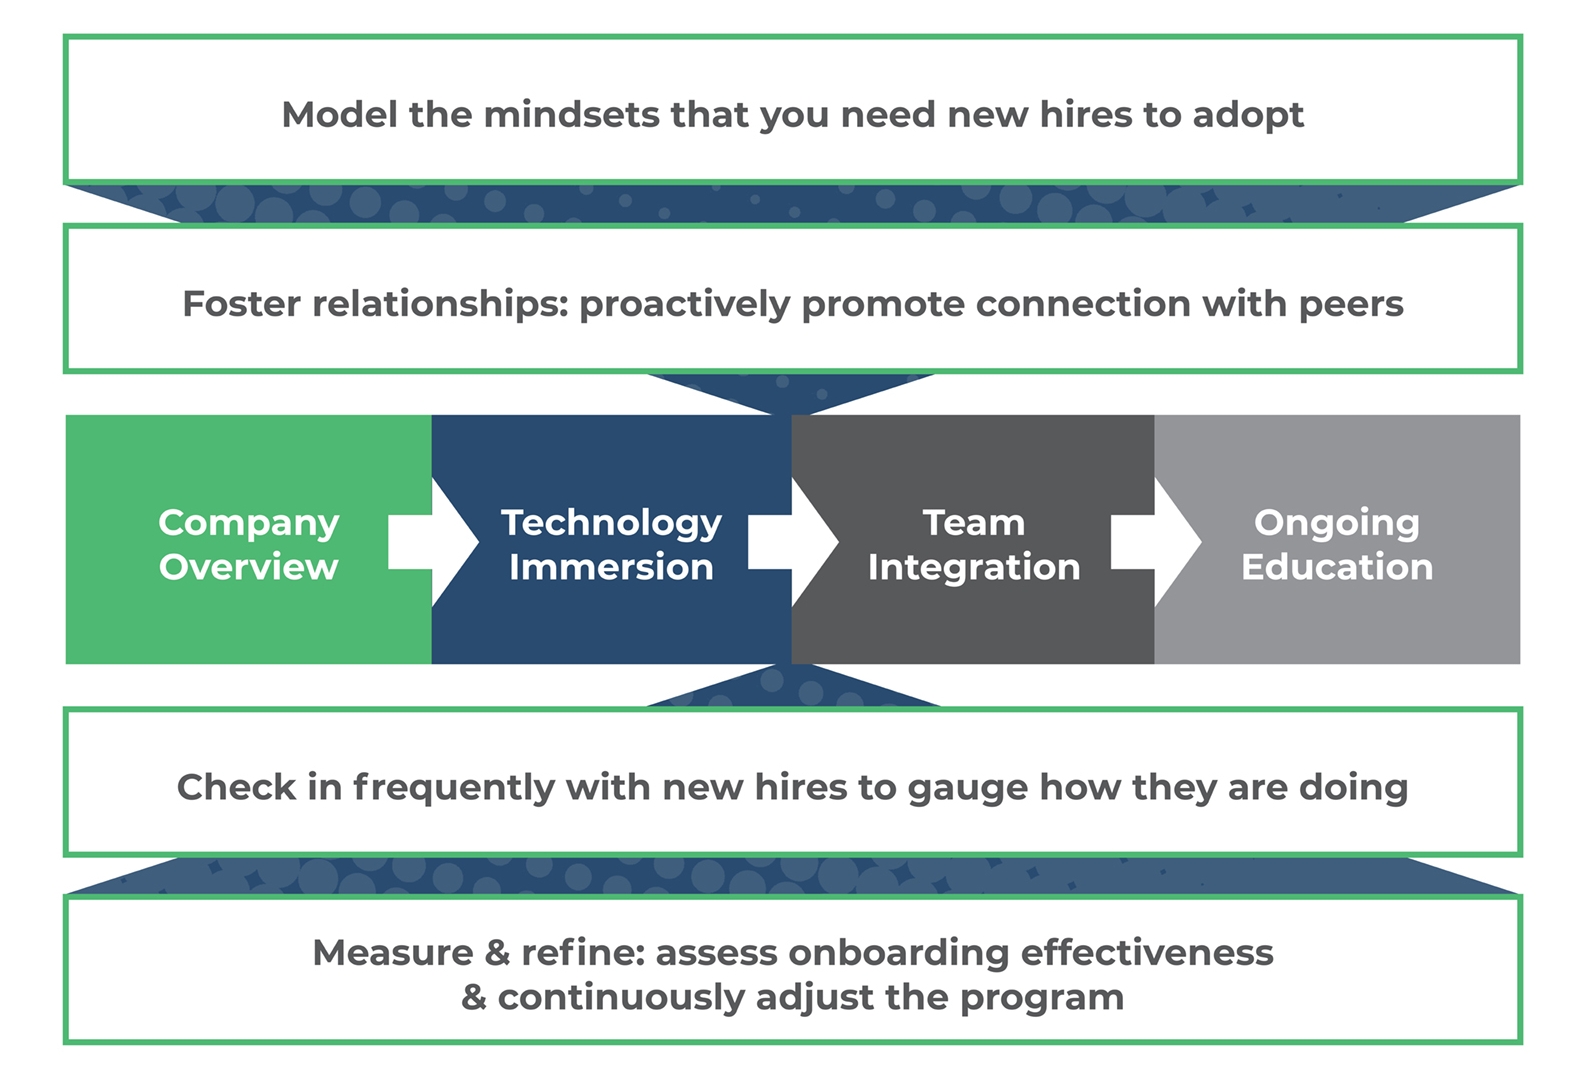 Model the mindsets that you need new hires to adopt
Foster relationships: proactively promote connection with peers
Company
Overview
Technology
Immersion
Team
Integration
Ongoing
Education
Check in frequently with new hires to gauge how they are doing
Measure & refine: assess onboarding effectiveness
& continuously adjust the program